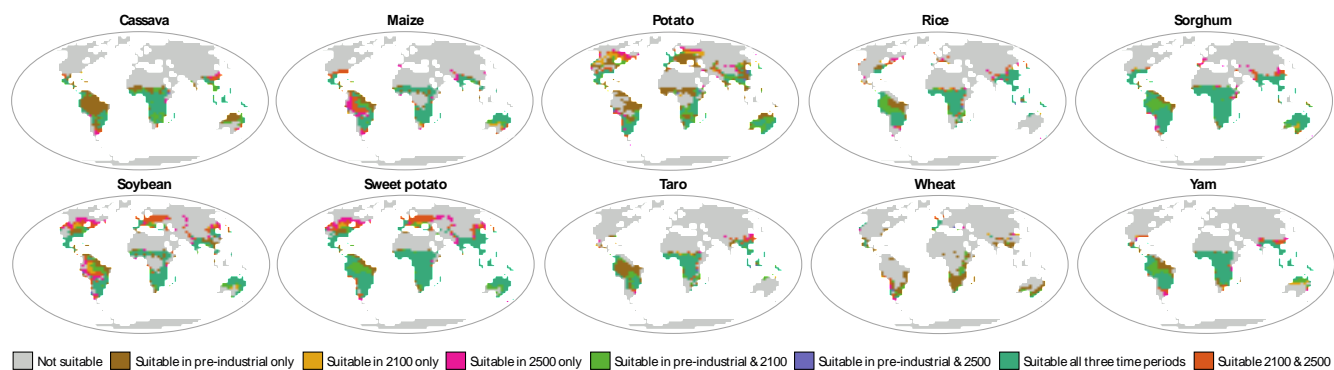 Cassava Maize Potato Rice Sorghum
Soybean Sweet potato Taro Wheat Yam
Not suitable Suitable in pre-industrial only Suitable in 2100 only Suitable in 2500 only Suitable in pre-industrial & 2100 Suitable in pre-industrial & 2500 Suitable all three time periods Suitable 2100 & 2500